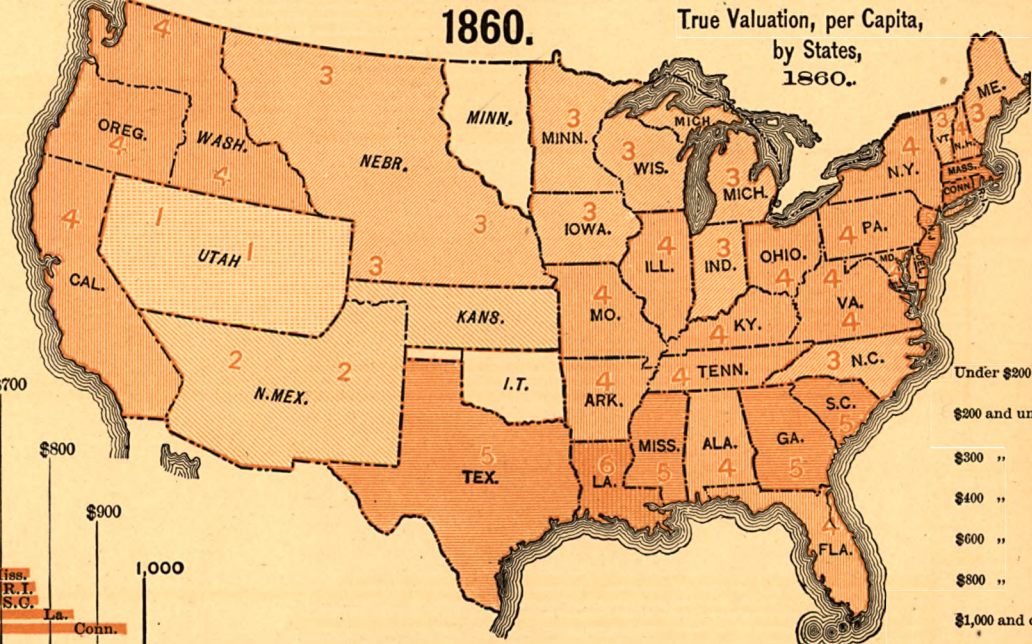 1860.
True Valuation, per Capita,
by States,
1860..
4
3
MINN.
3
MINN.
MICH
ME.
3
3
VT.
4
N.H.
OREG.
4
WASH.
4
NEBR.
3
WIS.
3
MICH.
4
N.Y.
MASS.
CONN
1
UTAH 1
4
CAL.
3
3
3
IOWA.
4
ILL.
3
IND.
OHIO.
4
4 PA.
5
MD.
4
VA.
4
KANS.
4
MO.
4 KY.
2
2
N.MEX.
I.T.
4
ARK.
4 TENN.
3 N.C.
S.C.
5
5
TEX.
6
LA.
MISS.
5
ALA.
4
GA.
5
4
FLA.
$700
$800
$900
1,000
iss.
R.I.
S.C.
La.
Conn.
Under $200
$200 and un
$300 „
$400 „
$600 „
$800 „
$1,000 and